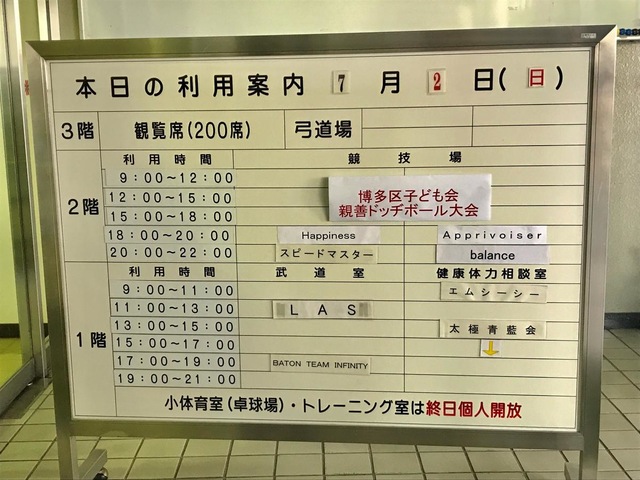 本日の利用案内 7月2日(日)
3階 観覧席(200席) 弓道場
2階
利用時間 競技場
9:00～12:00
12:00～15:00 博多区子ども会
15:00～18:00 親善ドッヂボール大会
18:00～20:00 Happiness Apprivoiser
20:00～22:00 スピードマスター balance
1階
利用時間 武道室 健康体力相談室
9:00～11:00 エムシーシー
11:00～13:00 LAS
13:00～15:00 太極青藍会
15:00～17:00 ↓
17:00～19:00 BATON TEAM INFINITY
19:00～21:00
小体育室(卓球場)・トレーニング室は終日個人開放